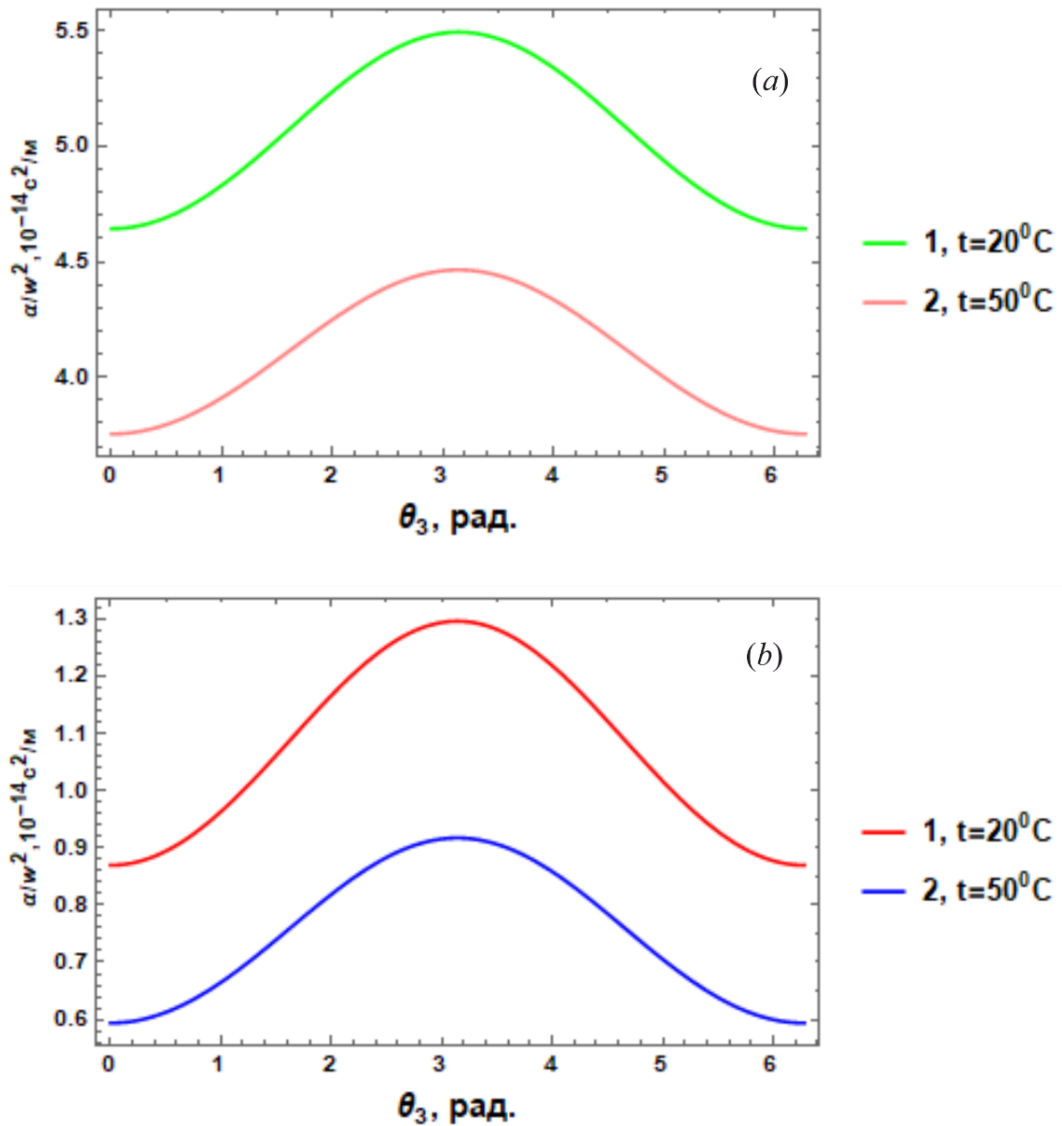 (a)
5.5
5.0
4.5
4.0
α/w²,10⁻¹⁴c²/м
0 1 2 3 4 5 6
θ₃, рад.
1, t=20⁰C
2, t=50⁰C
(b)
1.3
1.2
1.1
1.0
0.9
0.8
0.7
0.6
α/w²,10⁻¹⁴c²/м
0 1 2 3 4 5 6
θ₃, рад.
1, t=20⁰C
2, t=50⁰C